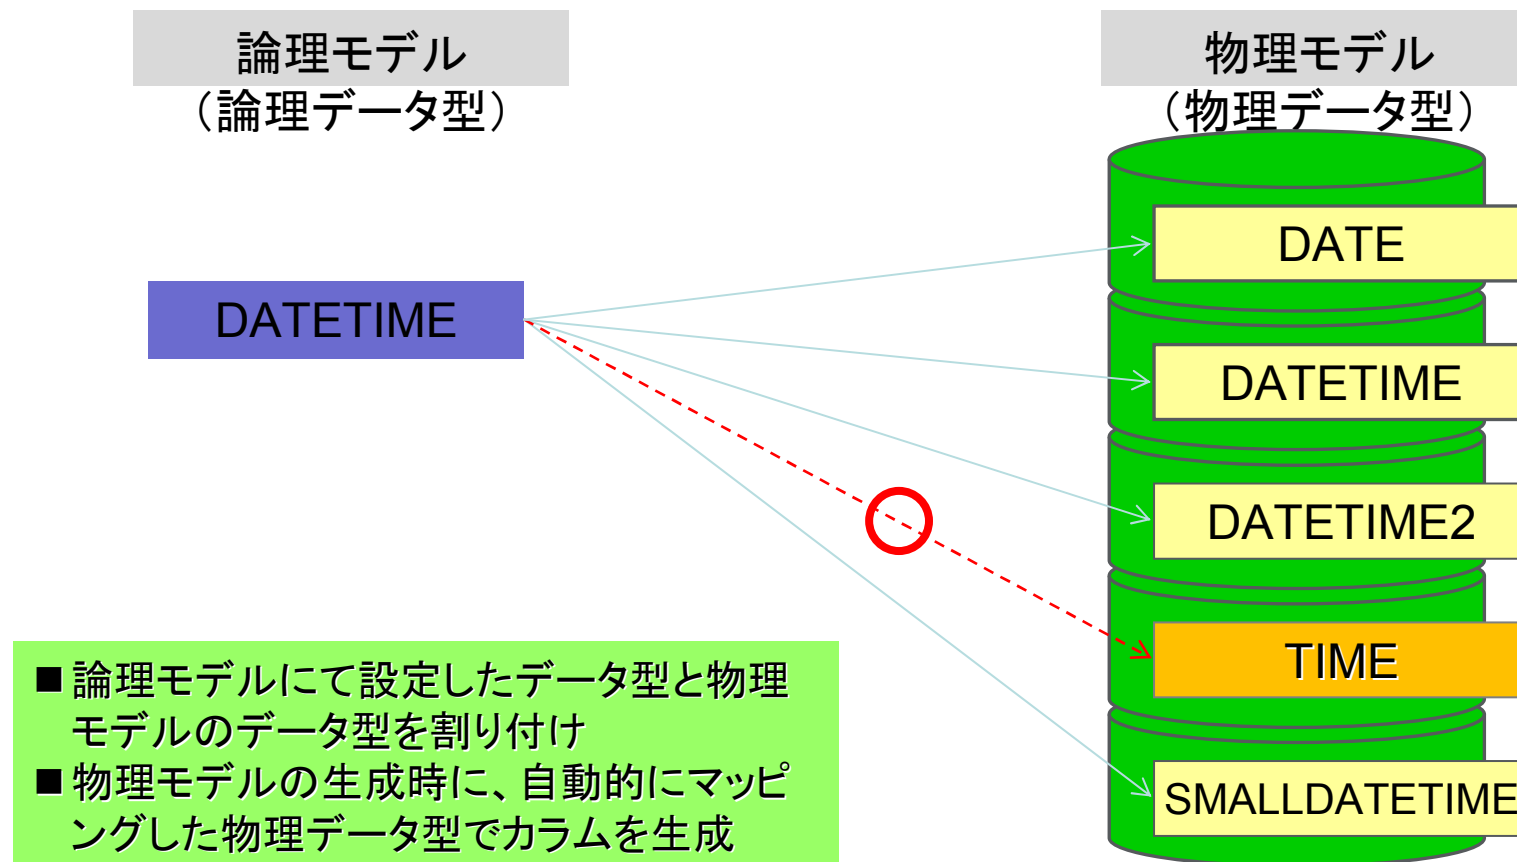 論理モデル
（論理データ型）
物理モデル
（物理データ型）
DATETIME
DATE
DATETIME
DATETIME2
TIME
SMALLDATETIME
■ 論理モデルにて設定したデータ型と物理
モデルのデータ型を割り付け
■ 物理モデルの生成時に、自動的にマッピ
ングした物理データ型でカラムを生成